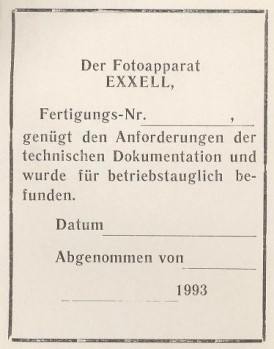 Der Fotoapparat
EXXELL,
Fertigungs-Nr. ,
genügt den Anforderungen der
technischen Dokumentation und
wurde für betriebstauglich be-
funden.
Datum
Abgenommen von
1993